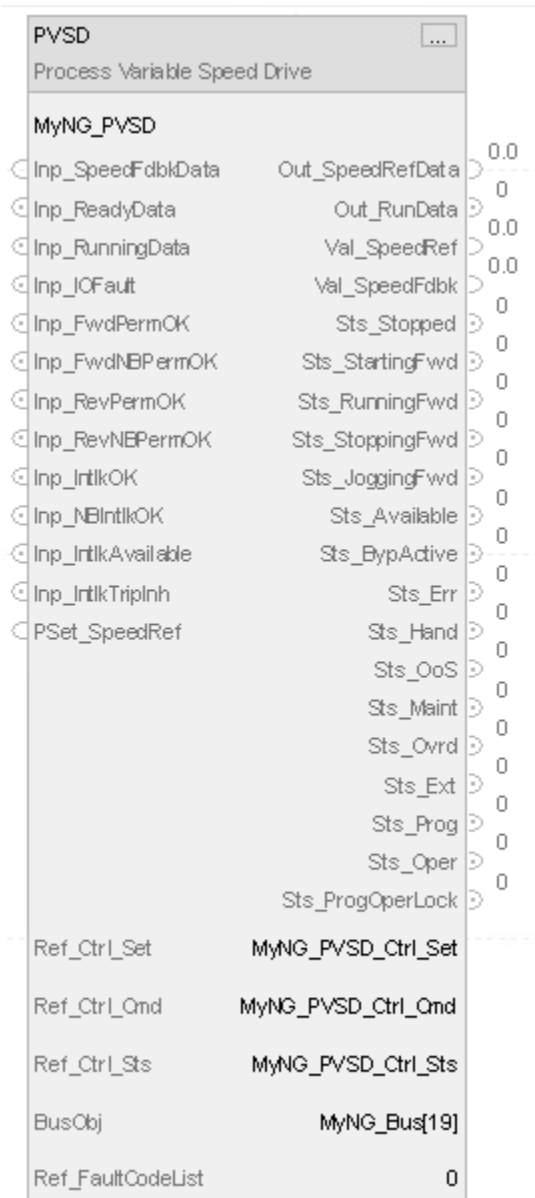 PVSD ...
Process Variable Speed Drive
MyNG_PVSD
Inp_SpeedFdbkData Out_SpeedRefData 0.0
Inp_ReadyData Out_RunData 0
Inp_RunningData Val_SpeedRef 0.0
Inp_IOFault Val_SpeedFdbk 0.0
Inp_FwdPermOK Sts_Stopped 0
Inp_FwdNBPermOK Sts_StartingFwd 0
Inp_RevPermOK Sts_RunningFwd 0
Inp_RevNBPermOK Sts_StoppingFwd 0
Inp_IntlkOK Sts_JoggingFwd 0
Inp_NBIntlkOK Sts_Available 0
Inp_IntlkAvailable Sts_BypActive 0
Inp_IntlkTripInh Sts_Err 0
PSet_SpeedRef Sts_Hand 0
Sts_OoS 0
Sts_Maint 0
Sts_Ovrd 0
Sts_Ext 0
Sts_Prog 0
Sts_Oper 0
Sts_ProgOperLock 0
Ref_Ctrl_Set MyNG_PVSD_Ctrl_Set
Ref_Ctrl_Cmd MyNG_PVSD_Ctrl_Cmd
Ref_Ctrl_Sts MyNG_PVSD_Ctrl_Sts
BusObj MyNG_Bus[19]
Ref_FaultCodeList 0